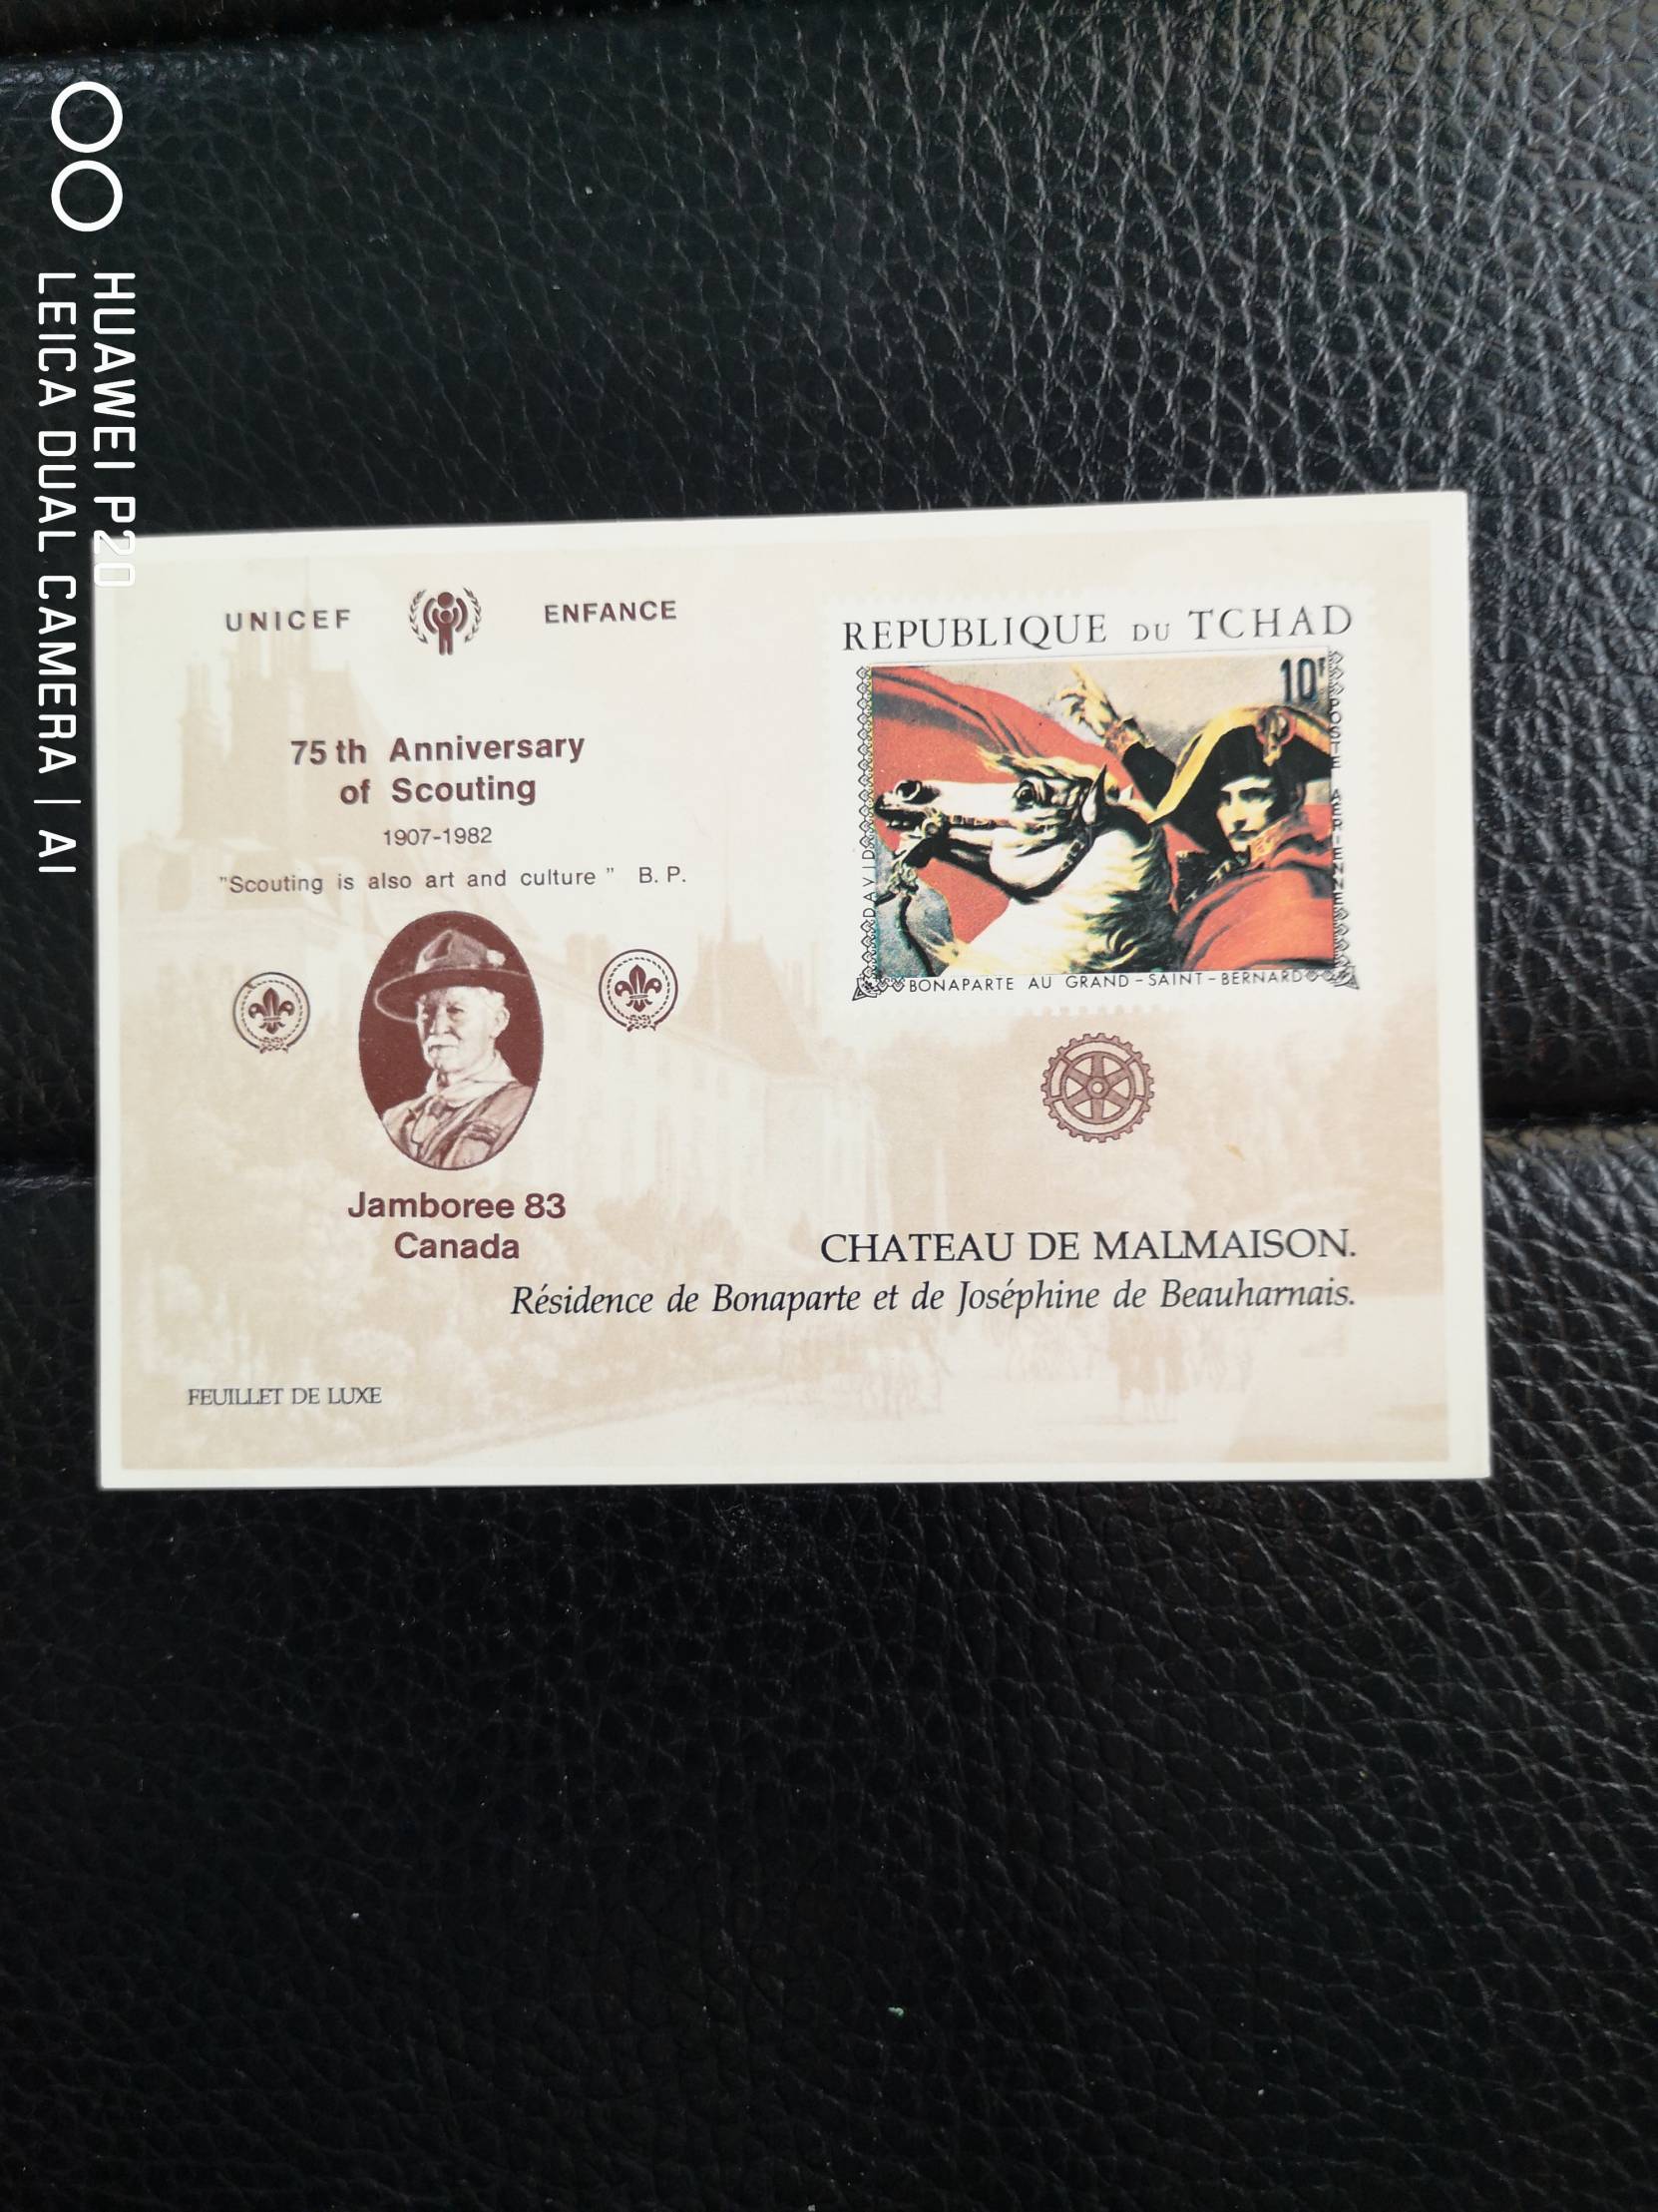 HUAWEI P20
LEICA DUAL CAMERA | AI
UNICEF ENFANCE
75th Anniversary
of Scouting
1907-1982
"Scouting is also art and culture" B.P.
Jamboree 83
Canada
REPUBLIQUE DU TCHAD
10F
POSTE AERIENNE
DAVID
BONAPARTE AU GRAND-SAINT-BERNARD
CHATEAU DE MALMAISON.
Résidence de Bonaparte et de Joséphine de Beauharnais.
FEUILLET DE LUXE